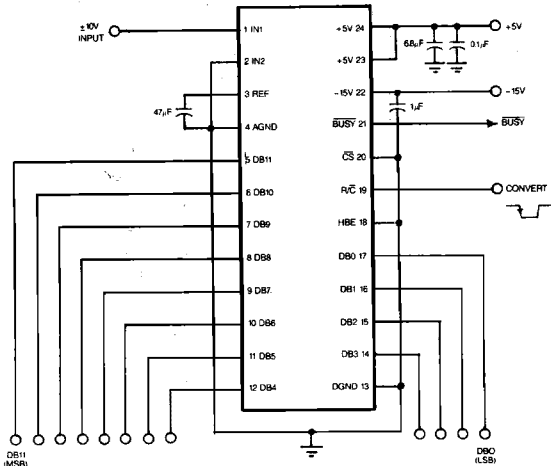 ±10V
INPUT
1 IN1
2 IN2
3 REF
47µF
4 AGND
5 DB11
6 DB10
7 DB9
8 DB8
9 DB7
10 DB6
11 DB5
12 DB4
+5V 24
+5V
6.8µF
0.1µF
+5V 23
-15V 22
-15V
1µF
BUSY 21
BUSY
CS 20
R/C 19
CONVERT
HBE 18
DB0 17
DB1 16
DB2 15
DB3 14
DGND 13
DB11
(MSB)
DB0
(LSB)